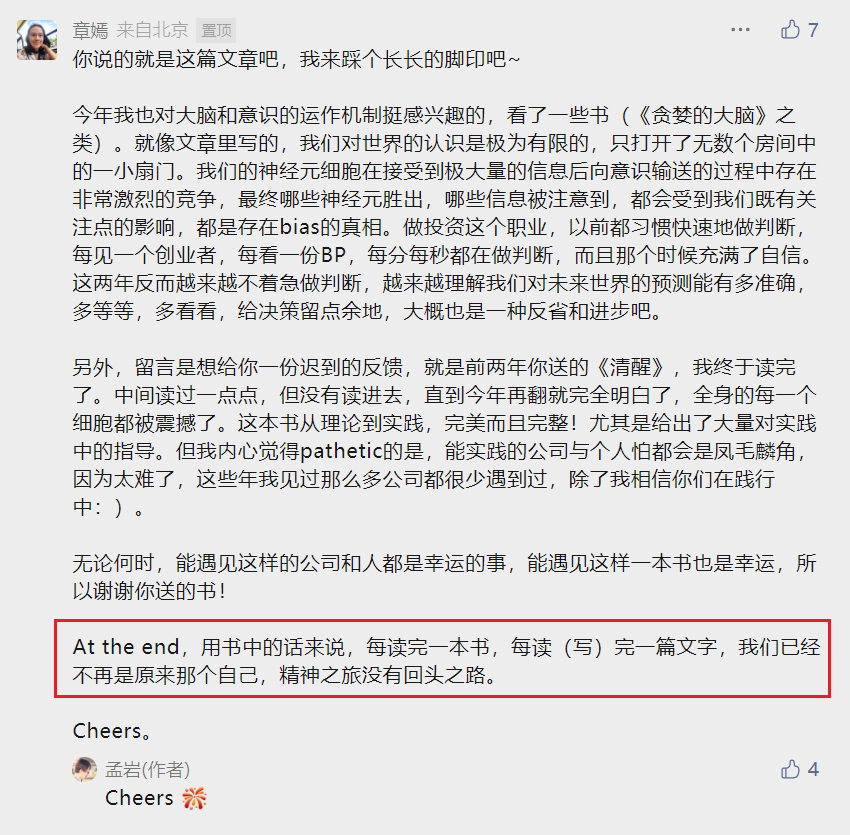 章嫣 来自北京 置顶 7
你说的就是这篇文章吧，我来踩个长长的脚印吧~
今年我也对大脑和意识的运作机制挺感兴趣的，看了一些书（《贪婪的大脑》之
类）。就像文章里写的，我们对世界的认识是极为有限的，只打开了无数个房间中
的一小扇门。我们的神经元细胞在接受到极大量的信息后向意识输送的过程中存在
非常激烈的竞争，最终哪些神经元胜出，哪些信息被注意到，都会受到我们既有关
注点的影响，都是存在bias的真相。做投资这个职业，以前都习惯快速地做判断，
每见一个创业者，每看一份BP，每分每秒都在做判断，而且那个时候充满了自信。
这两年反而越来越不着急做判断，越来越理解我们对未来世界的预测能有多准确，
多等等，多看看，给决策留点余地，大概也是一种反省和进步吧。
另外，留言是想给你一份迟到的反馈，就是前两年你送的《清醒》，我终于读完
了。中间读过一点点，但没有读进去，直到今年再翻就完全明白了，全身的每一个
细胞都被震撼了。这本书从理论到实践，完美而且完整！尤其是给出了大量对实践
中的指导。但我内心觉得pathetic的是，能实践的公司与个人怕都会是凤毛麟角，
因为太难了，这些年我见过那么多公司都很少遇到过，除了我相信你们在践行
中：）。
无论何时，能遇见这样的公司和人都是幸运的事，能遇见这样一本书也是幸运，所
以谢谢你送的书！
At the end，用书中的话来说，每读完一本书，每读（写）完一篇文字，我们已经
不再是原来那个自己，精神之旅没有回头之路。
Cheers。
孟岩(作者) 4
Cheers